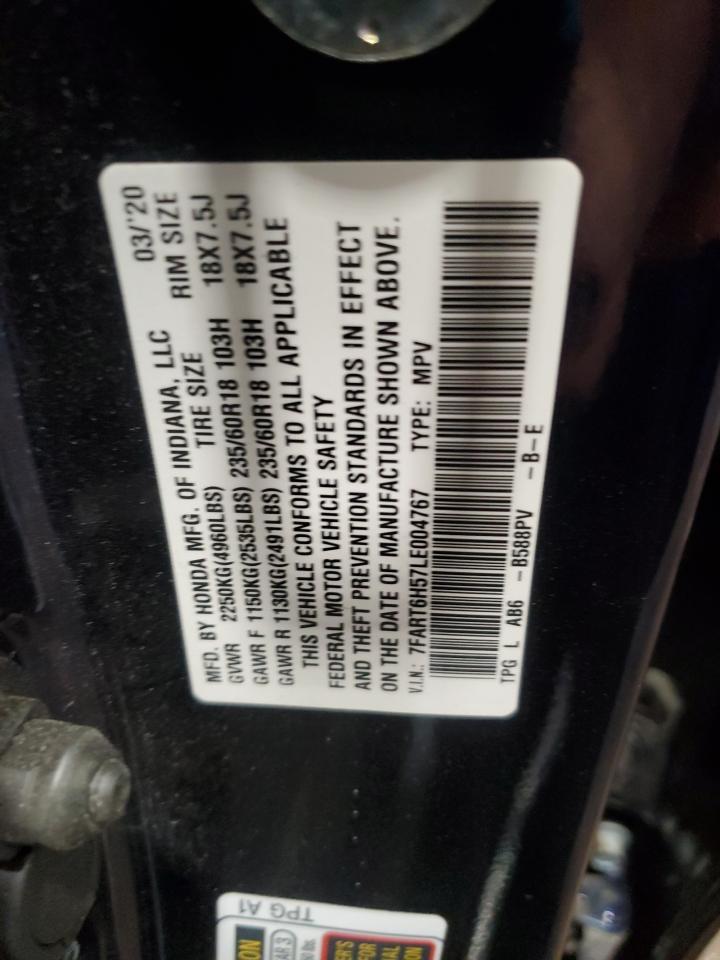 MFD. BY HONDA MFG. OF INDIANA, LLC 03/'20
GVWR 2250KG(4960LBS) TIRE SIZE RIM SIZE
GAWR F 1150KG(2535LBS) 235/60R18 103H 18X7.5J
GAWR R 1130KG(2491LBS) 235/60R18 103H 18X7.5J
THIS VEHICLE CONFORMS TO ALL APPLICABLE
FEDERAL MOTOR VEHICLE SAFETY
AND THEFT PREVENTION STANDARDS IN EFFECT
ON THE DATE OF MANUFACTURE SHOWN ABOVE.
V.I.N.: 7FART6H57LE004767 TYPE: MPV
TPG L AB6 -B588PV -B-E
TPG A1